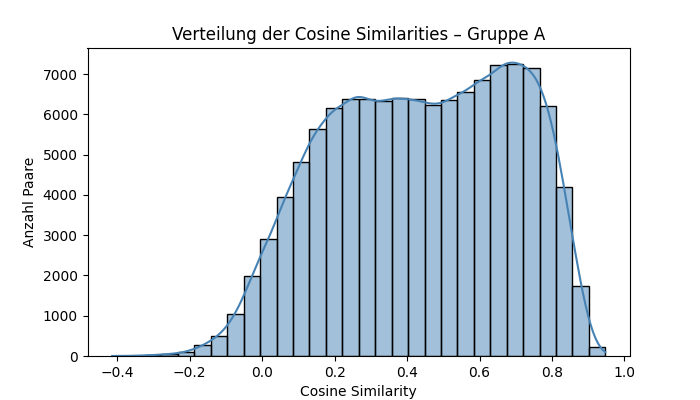 Verteilung der Cosine Similarities – Gruppe A
Anzahl Paare
7000
6000
5000
4000
3000
2000
1000
0
−0.4 −0.2 0.0 0.2 0.4 0.6 0.8 1.0
Cosine Similarity